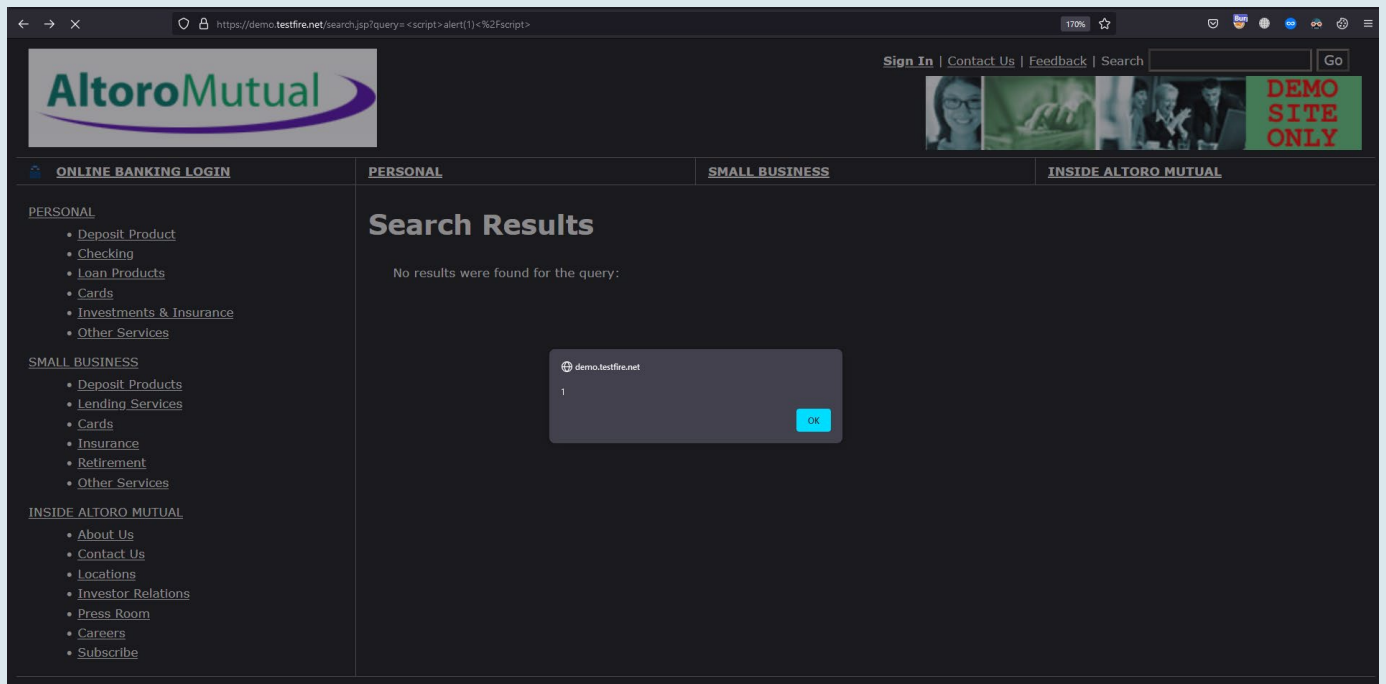 https://demo.testfire.net/search.jsp?query=<script>alert(1)<%2Fscript>
170%
AltoroMutual
Sign In | Contact Us | Feedback | Search
Go
DEMO
SITE
ONLY
ONLINE BANKING LOGIN
PERSONAL
SMALL BUSINESS
INSIDE ALTORO MUTUAL
PERSONAL
• Deposit Product
• Checking
• Loan Products
• Cards
• Investments & Insurance
• Other Services
SMALL BUSINESS
• Deposit Products
• Lending Services
• Cards
• Insurance
• Retirement
• Other Services
INSIDE ALTORO MUTUAL
• About Us
• Contact Us
• Locations
• Investor Relations
• Press Room
• Careers
• Subscribe
Search Results
No results were found for the query:
demo.testfire.net
1
OK